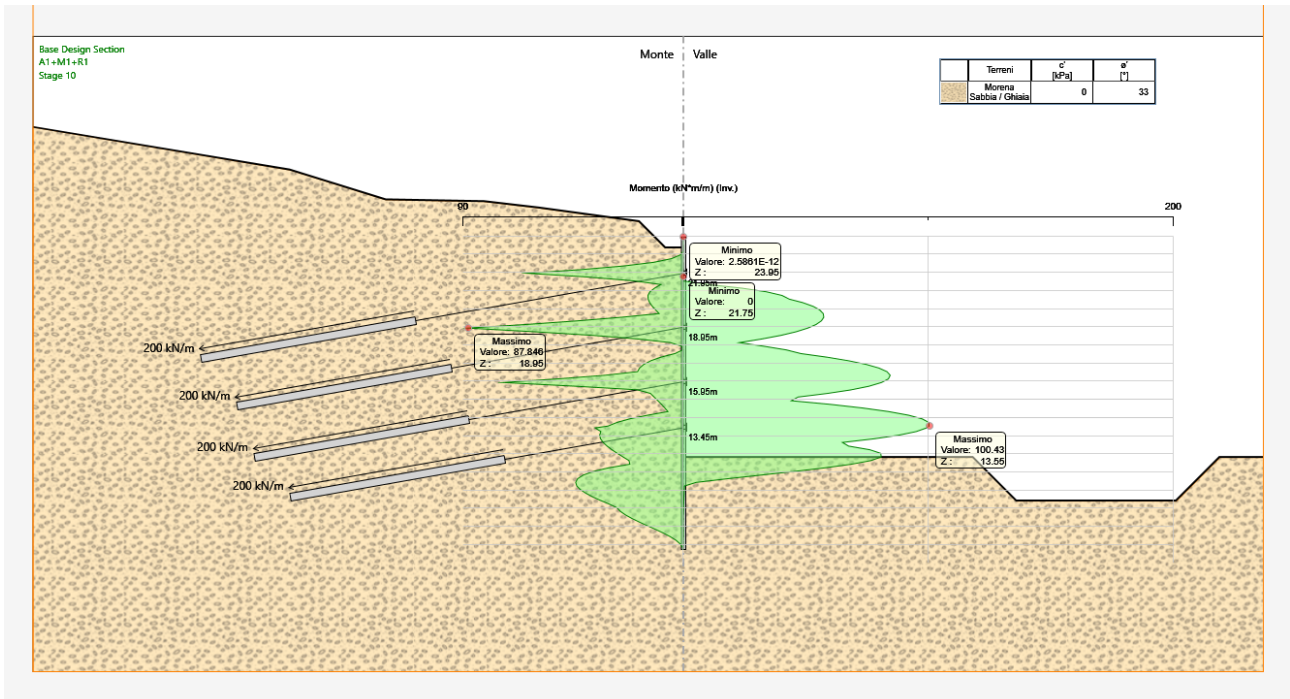 Base Design Section
A1+M1+R1
Stage 10
Monte
Valle
Terreni
c'
[kPa]
ø'
[°]
Morena
Sabbia / Ghiaia
0
33
Momento (kN*m/m) (Inv.)
90
200
Minimo
Valore: 2.5861E-12
Z : 23.95
21.95m
Minimo
Valore: 0
Z : 21.75
18.95m
Massimo
Valore: 87.846
Z : 18.95
15.95m
13.45m
Massimo
Valore: 100.43
Z : 13.55
200 kN/m
200 kN/m
200 kN/m
200 kN/m